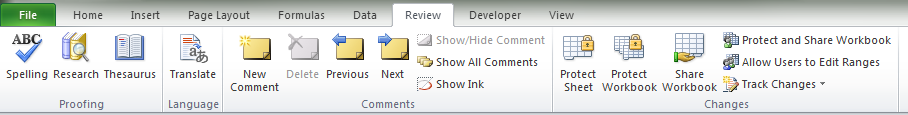 File Home Insert Page Layout Formulas Data Review Developer View
ABC
Spelling Research Thesaurus
Proofing
Translate
Language
New Comment
Delete
Previous
Next
Show/Hide Comment
Show All Comments
Show Ink
Comments
Protect Sheet
Protect Workbook
Share Workbook
Protect and Share Workbook
Allow Users to Edit Ranges
Track Changes
Changes